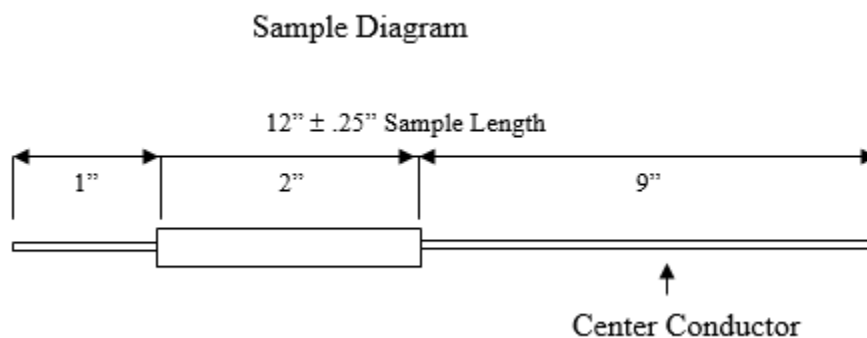 Sample Diagram
12” ± .25” Sample Length
1” 2” 9”
Center Conductor